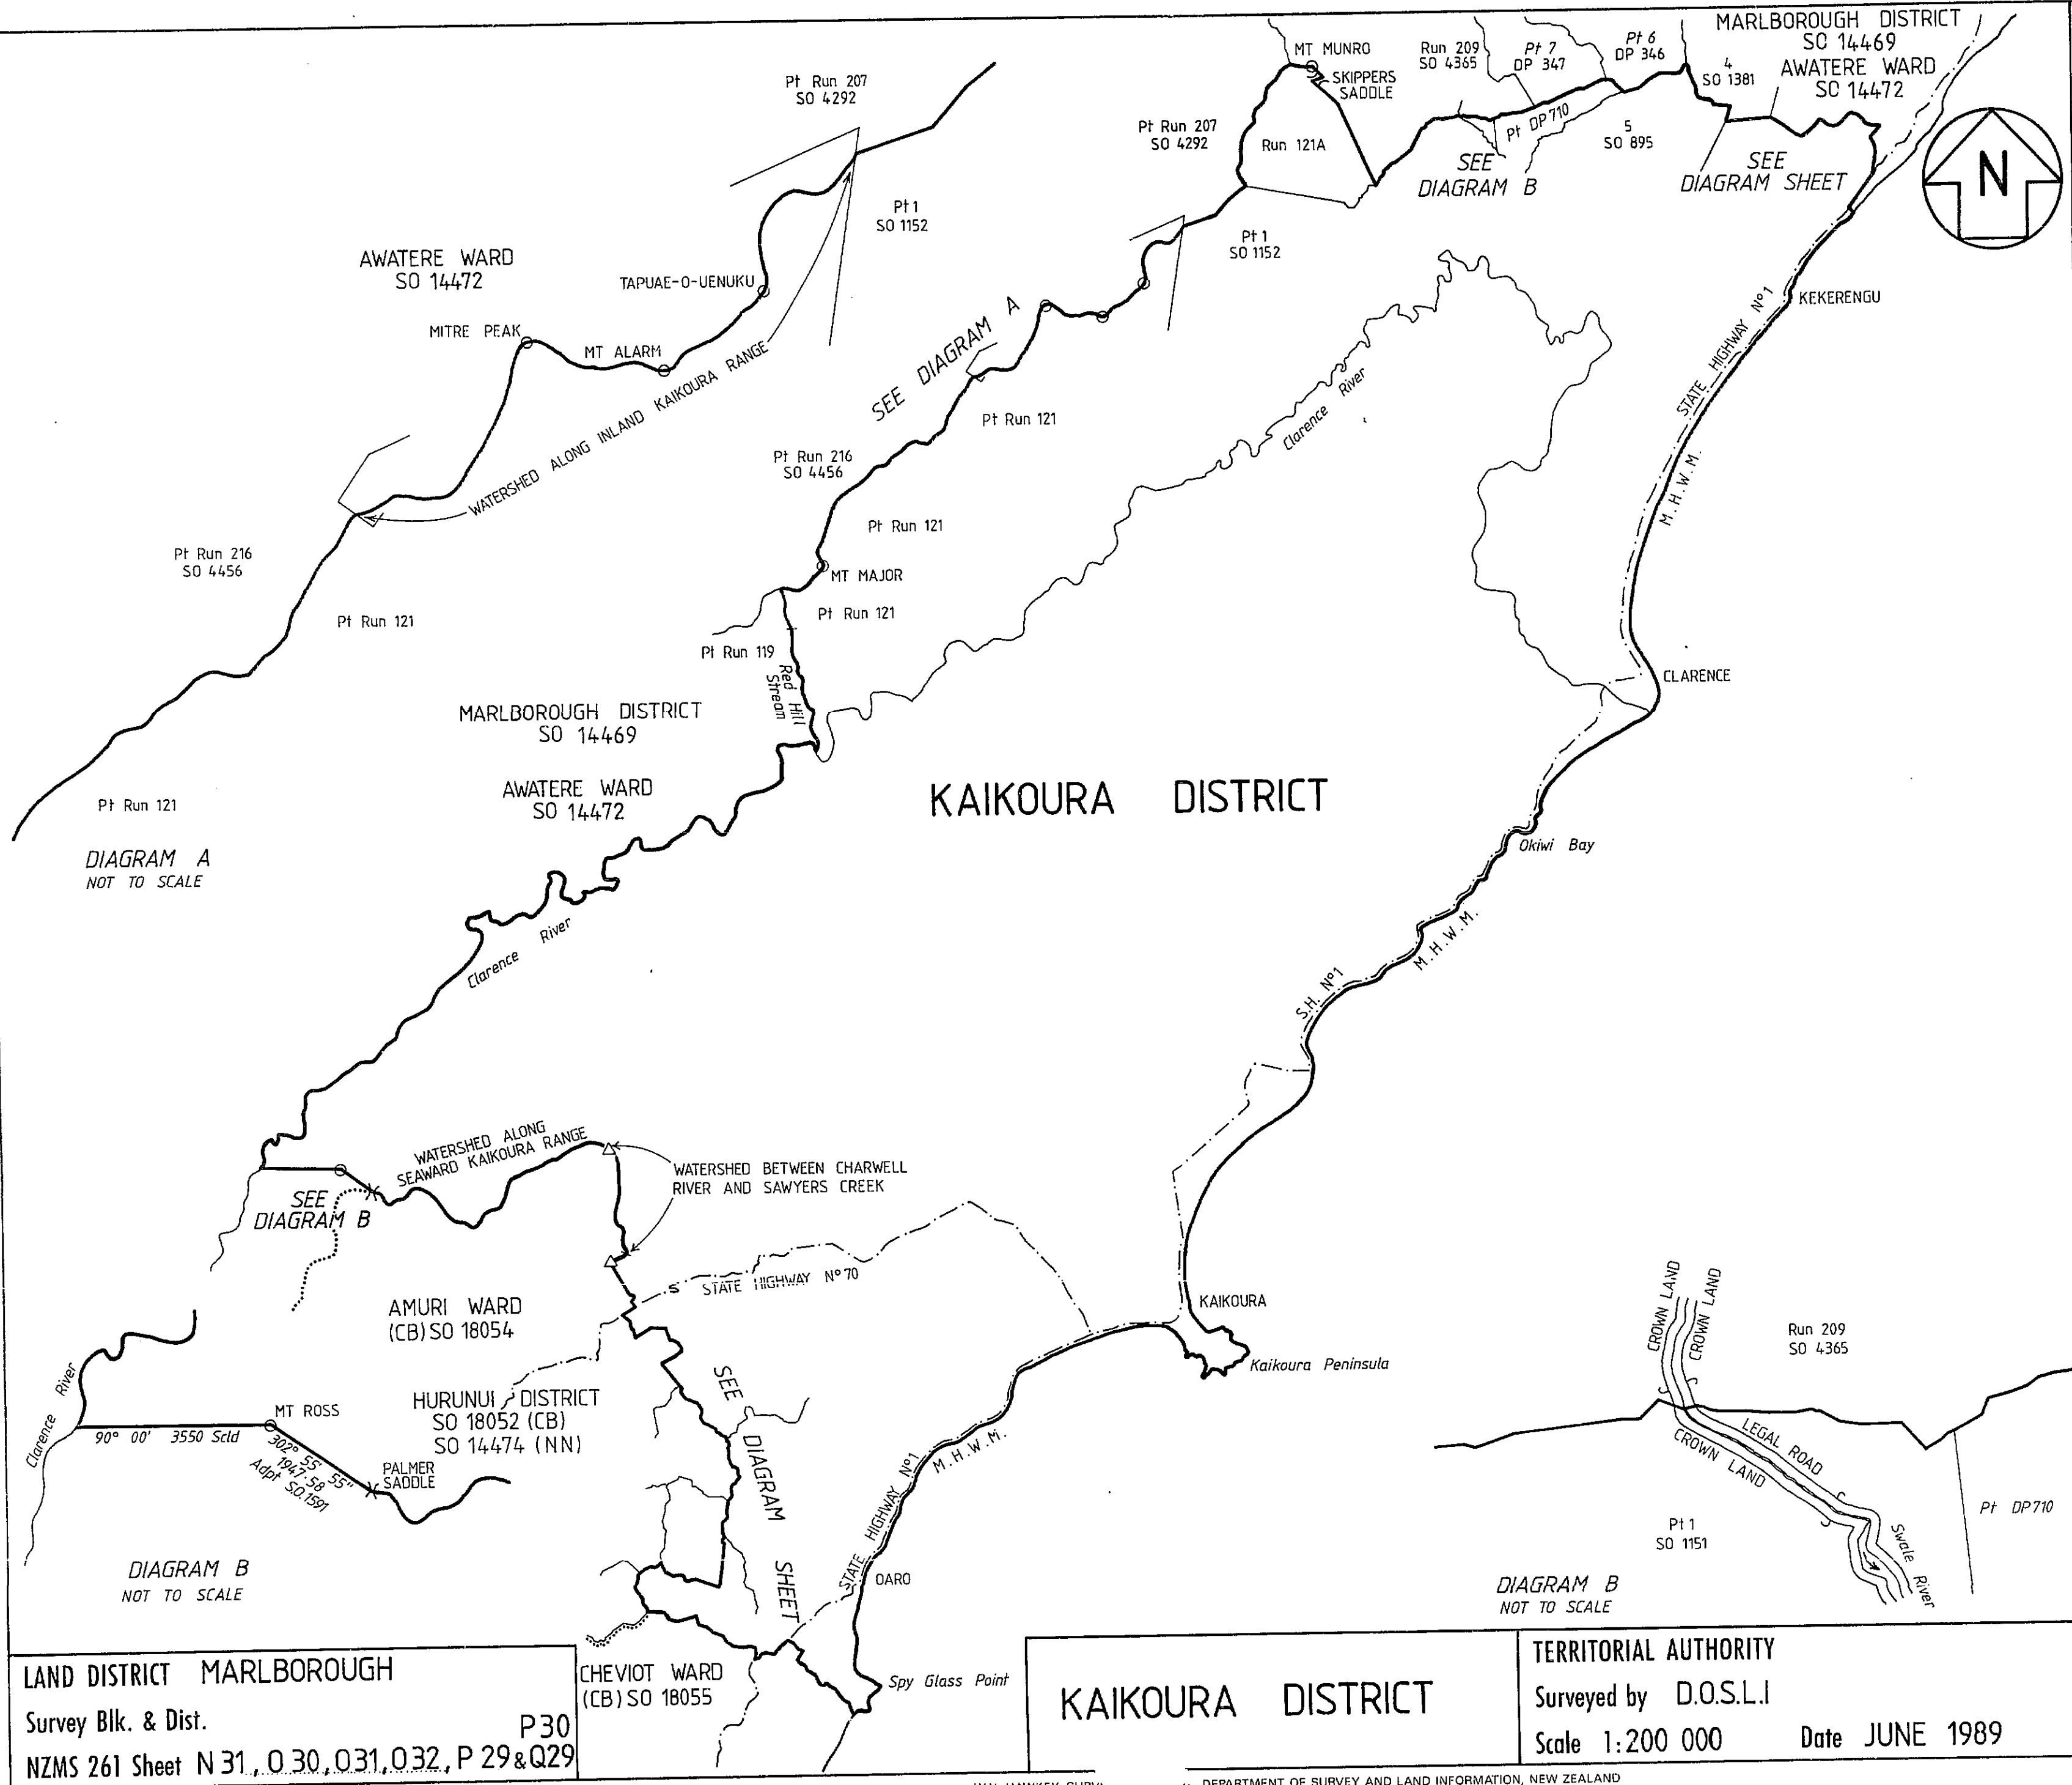 MARLBOROUGH DISTRICT
SO 14469
AWATERE WARD
SO 14472
N
MT MUNRO
SKIPPERS
SADDLE
Run 209
SO 4365
Pt 7
DP 347
Pt 6
DP 346
4
SO 1381
Pt Run 207
SO 4292
Pt Run 207
SO 4292
Run 121A
Pt DP 710
5
SO 895
SEE
DIAGRAM B
SEE
DIAGRAM SHEET
Pt 1
SO 1152
Pt 1
SO 1152
AWATERE WARD
SO 14472
TAPUAE-O-UENUKU
MITRE PEAK
MT ALARM
WATERSHED ALONG INLAND KAIKOURA RANGE
SEE DIAGRAM A
KEKERENGU
STATE HIGHWAY Nº 1
M.H.W.M.
Clarence River
Pt Run 121
Pt Run 216
SO 4456
Pt Run 121
Pt Run 216
SO 4456
Pt Run 121
MT MAJOR
Pt Run 121
Pt Run 119
Red Hill
Stream
CLARENCE
MARLBOROUGH DISTRICT
SO 14469
AWATERE WARD
SO 14472
Pt Run 121
DIAGRAM A
NOT TO SCALE
KAIKOURA DISTRICT
Okiwi Bay
M.H.W.M.
S.H. Nº1
Clarence River
WATERSHED ALONG
SEAWARD KAIKOURA RANGE
WATERSHED BETWEEN CHARWELL
RIVER AND SAWYERS CREEK
SEE
DIAGRAM B
STATE HIGHWAY Nº 70
AMURI WARD
(CB) SO 18054
KAIKOURA
Kaikoura Peninsula
HURUNUI DISTRICT
SO 18052 (CB)
SO 14474 (NN)
Clarence River
MT ROSS
90° 00' 3550 Scld
302° 55' 55"
1947·58
Adpt S.O.1591
PALMER
SADDLE
SEE DIAGRAM SHEET
STATE HIGHWAY Nº1
M.H.W.M.
OARO
DIAGRAM B
NOT TO SCALE
CROWN LAND
CROWN LAND
Run 209
SO 4365
LEGAL ROAD
CROWN LAND
Pt 1
SO 1151
Swale River
Pt DP710
DIAGRAM B
NOT TO SCALE
Spy Glass Point
CHEVIOT WARD
(CB) SO 18055
LAND DISTRICT MARLBOROUGH
Survey Blk. & Dist.
P30
NZMS 261 Sheet N31, O30, O31, O32, P29 & Q29
KAIKOURA DISTRICT
TERRITORIAL AUTHORITY
Surveyed by D.O.S.L.I
Scale 1:200 000 Date JUNE 1989
DEPARTMENT OF SURVEY AND LAND INFORMATION, NEW ZEALAND